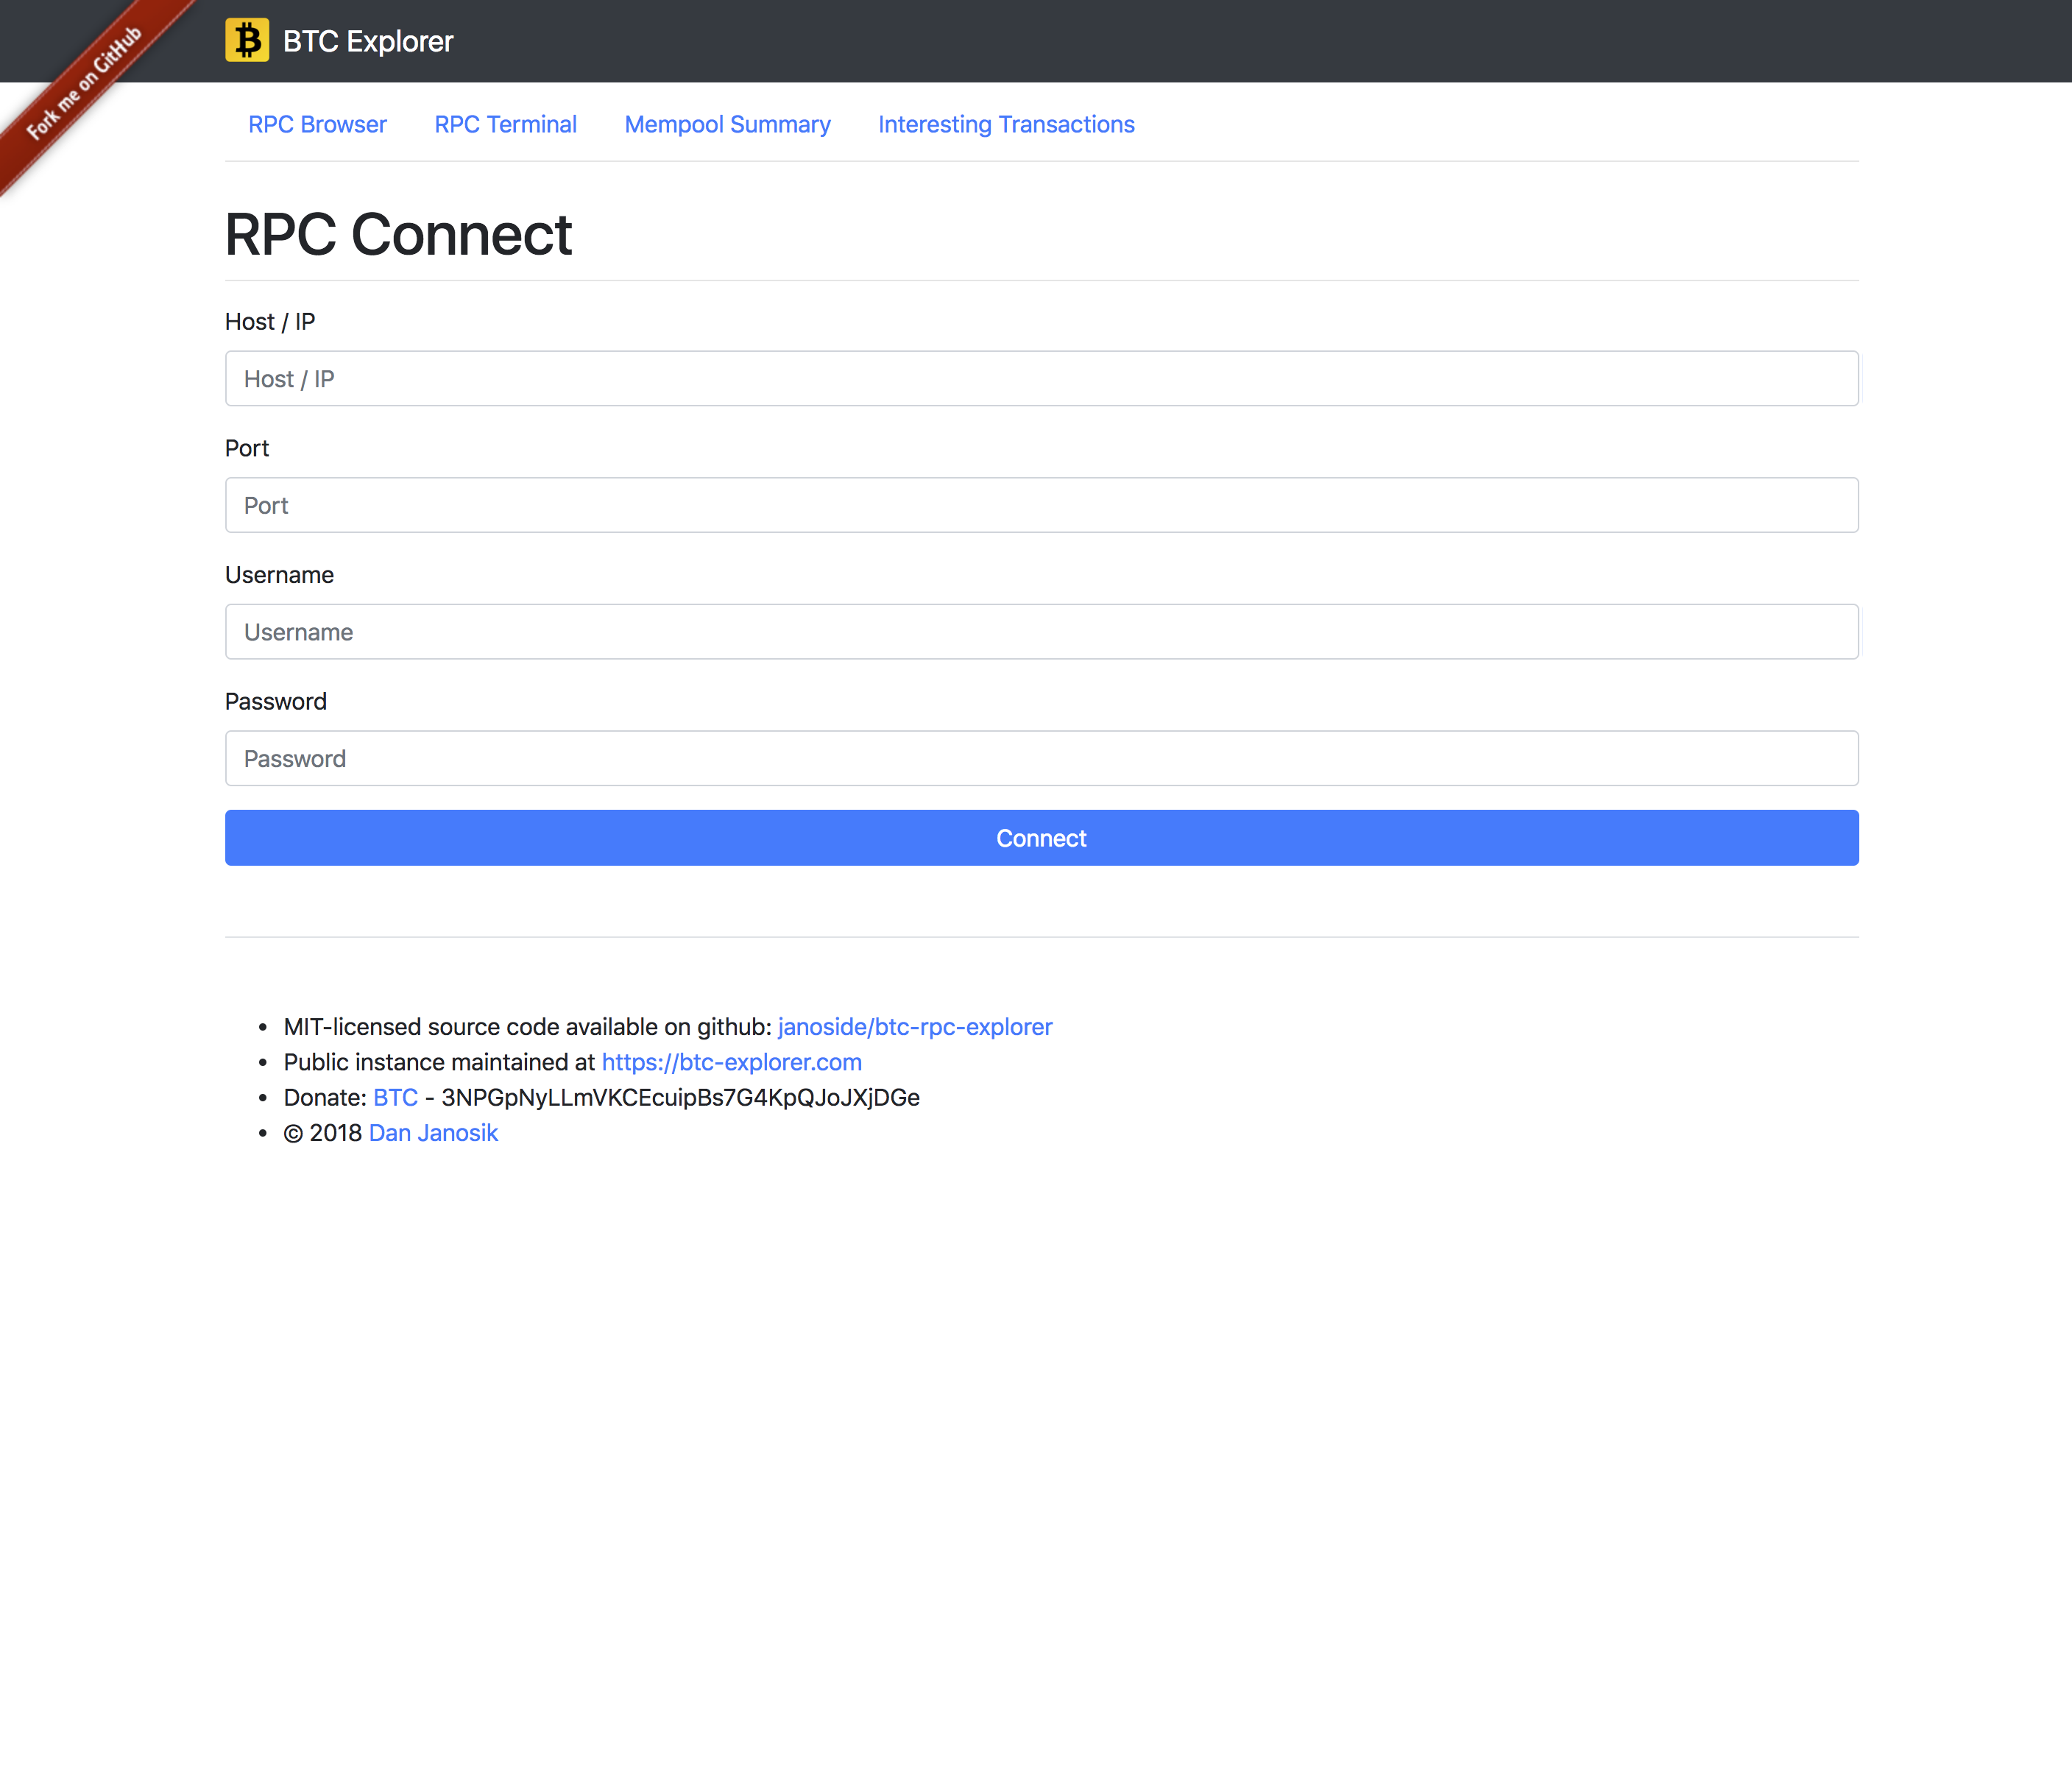 Fork me on GitHub
BTC Explorer
RPC Browser RPC Terminal Mempool Summary Interesting Transactions
RPC Connect
Host / IP
Host / IP
Port
Port
Username
Username
Password
Password
Connect
• MIT-licensed source code available on github: janoside/btc-rpc-explorer
• Public instance maintained at https://btc-explorer.com
• Donate: BTC - 3NPGpNyLLmVKCEcuipBs7G4KpQJoJXjDGe
• © 2018 Dan Janosik